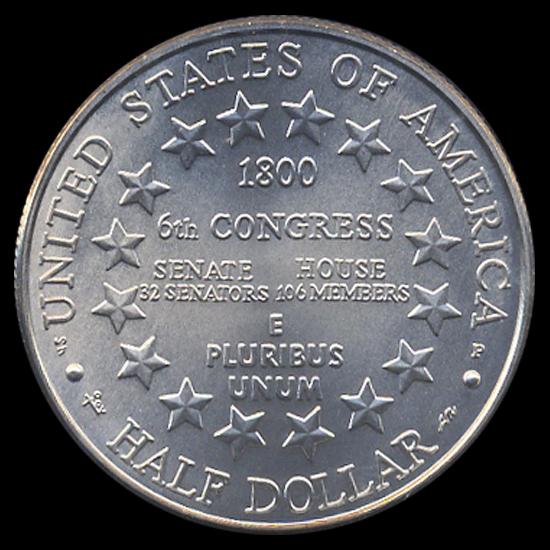 UNITED STATES OF AMERICA
1800
6th CONGRESS
SENATE HOUSE
32 SENATORS 106 MEMBERS
E
PLURIBUS
UNUM
HALF DOLLAR
P